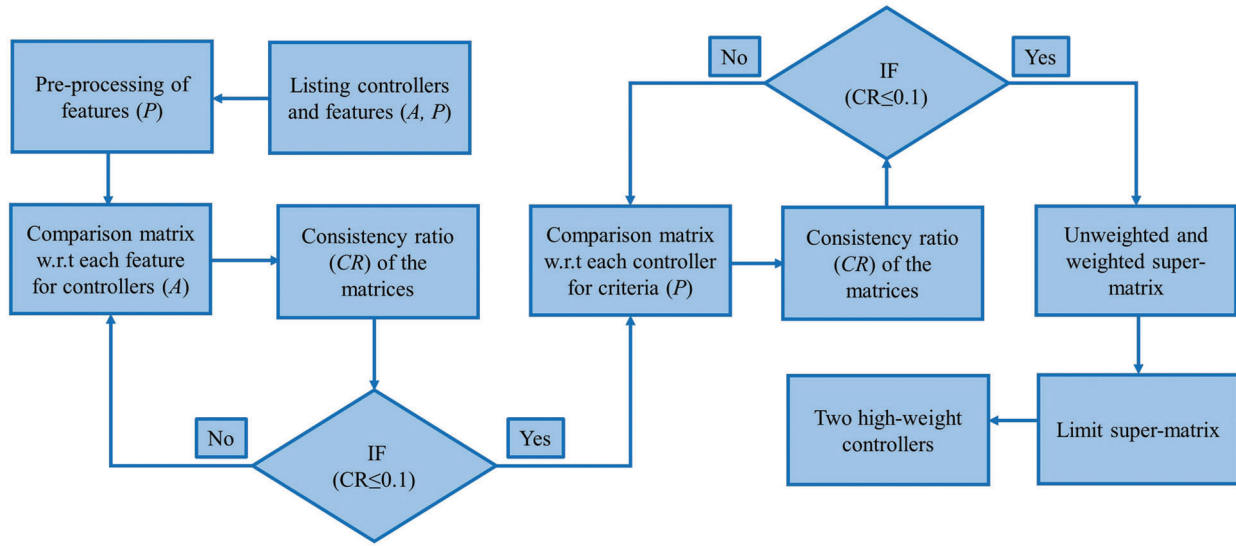 Pre-processing of
features (P)
Listing controllers
and features (A, P)
Comparison matrix
w.r.t each feature
for controllers (A)
Consistency ratio
(CR) of the
matrices
No
IF
(CR≤0.1)
Yes
Comparison matrix
w.r.t each controller
for criteria (P)
Consistency ratio
(CR) of the
matrices
No
IF
(CR≤0.1)
Yes
Unweighted and
weighted super-
matrix
Limit super-matrix
Two high-weight
controllers